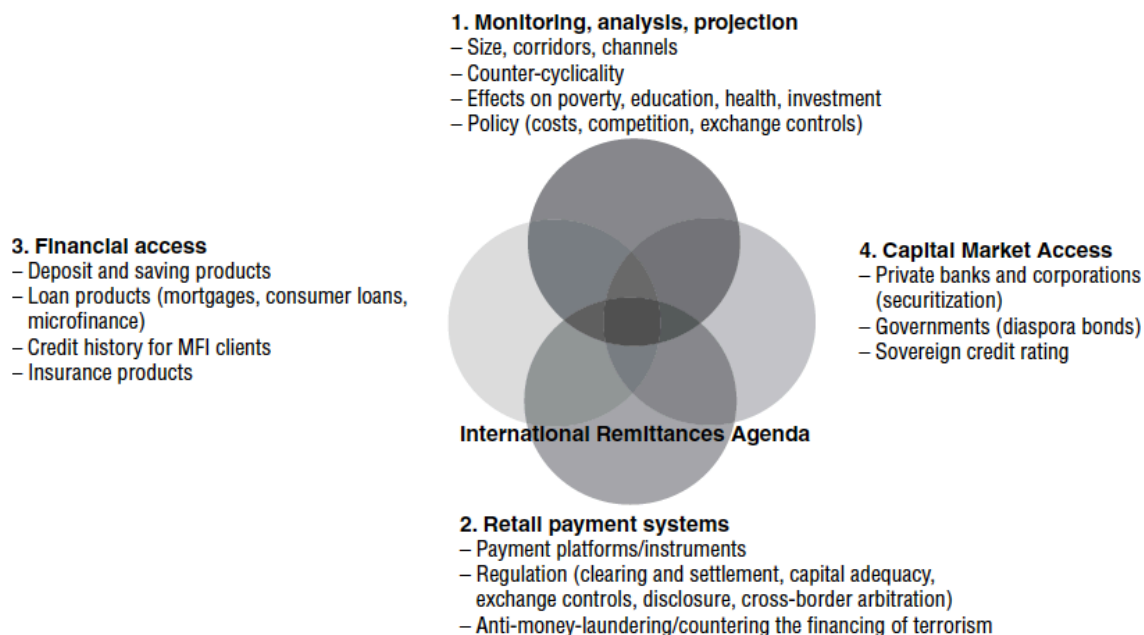 1. Monitoring, analysis, projection
– Size, corridors, channels
– Counter-cyclicality
– Effects on poverty, education, health, investment
– Policy (costs, competition, exchange controls)
3. Financial access
– Deposit and saving products
– Loan products (mortgages, consumer loans,
microfinance)
– Credit history for MFI clients
– Insurance products
4. Capital Market Access
– Private banks and corporations
(securitization)
– Governments (diaspora bonds)
– Sovereign credit rating
International Remittances Agenda
2. Retail payment systems
– Payment platforms/instruments
– Regulation (clearing and settlement, capital adequacy,
exchange controls, disclosure, cross-border arbitration)
– Anti-money-laundering/countering the financing of terrorism